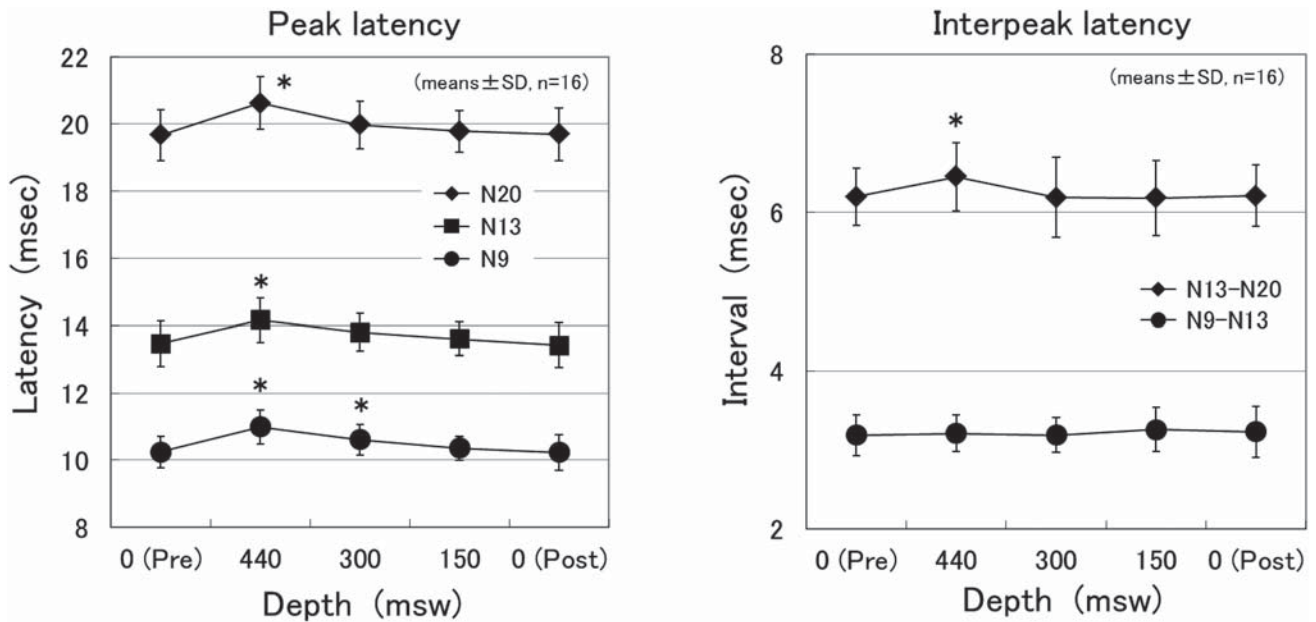 Peak latency
(means±SD, n=16)
22
20
18
16
14
12
10
8
Latency (msec)
*
*
*
*
N20
N13
N9
0 (Pre) 440 300 150 0 (Post)
Depth (msw)
Interpeak latency
(means±SD, n=16)
8
6
4
2
Interval (msec)
*
N13-N20
N9-N13
0 (Pre) 440 300 150 0 (Post)
Depth (msw)